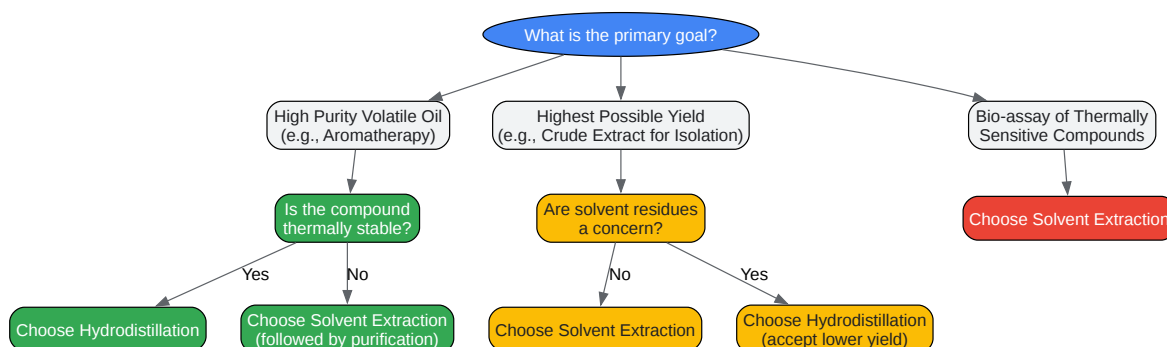 What is the primary goal?
High Purity Volatile Oil
(e.g., Aromatherapy)
Highest Possible Yield
(e.g., Crude Extract for Isolation)
Bio-assay of Thermally
Sensitive Compounds
Is the compound
thermally stable?
Are solvent residues
a concern?
Choose Solvent Extraction
Yes
No
No
Yes
Choose Hydrodistillation
Choose Solvent Extraction
(followed by purification)
Choose Solvent Extraction
Choose Hydrodistillation
(accept lower yield)